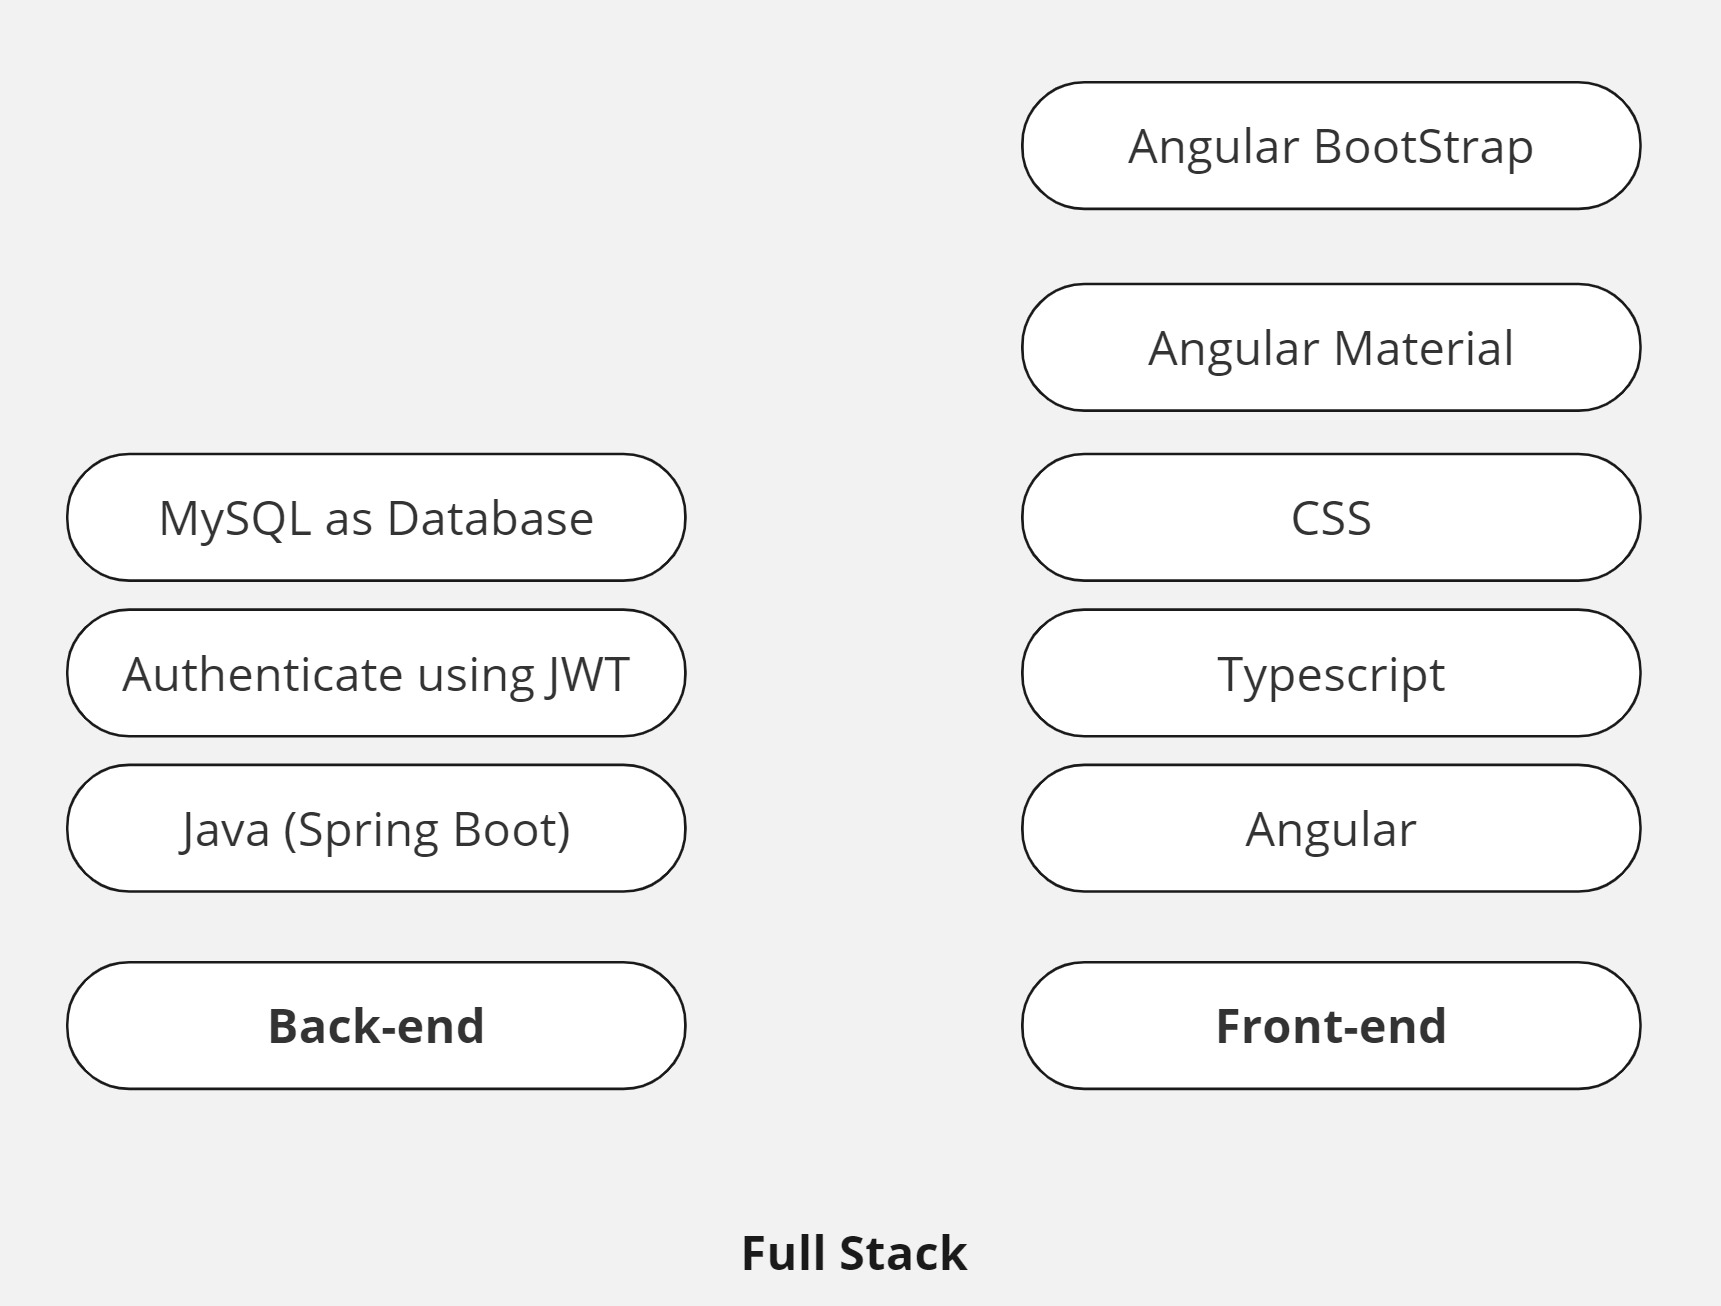 Angular BootStrap
Angular Material
MySQL as Database
CSS
Authenticate using JWT
Typescript
Java (Spring Boot)
Angular
Back-end
Front-end
Full Stack